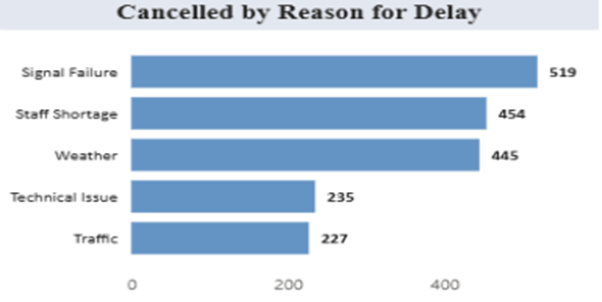 Cancelled by Reason for Delay
Signal Failure 519
Staff Shortage 454
Weather 445
Technical Issue 235
Traffic 227
0 200 400